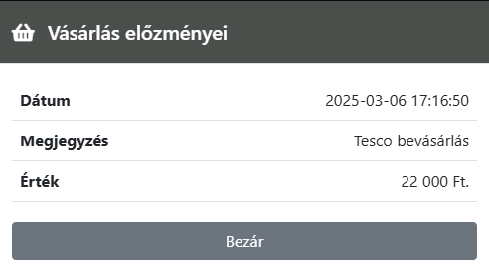 Vásárlás előzményei
Dátum 2025-03-06 17:16:50
Megjegyzés Tesco bevásárlás
Érték 22 000 Ft.
Bezár